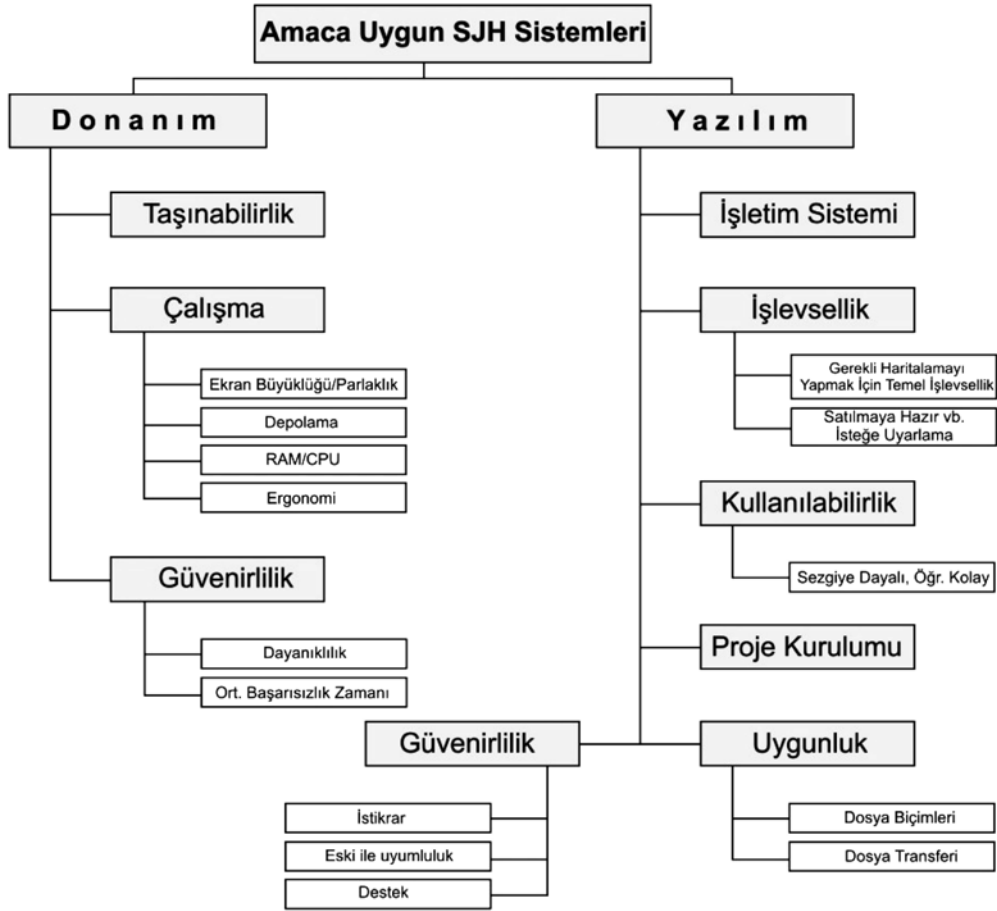 Amaca Uygun SJH Sistemleri
Donanım
Taşınabilirlik
Çalışma
Ekran Büyüklüğü/Parlaklık
Depolama
RAM/CPU
Ergonomi
Güvenirlilik
Dayanıklılık
Ort. Başarısızlık Zamanı
Yazılım
İşletim Sistemi
İşlevsellik
Gerekli Haritalamayı
Yapmak İçin Temel İşlevsellik
Satılmaya Hazır vb.
İsteğe Uyarlama
Kullanılabilirlik
Sezgiye Dayalı, Öğr. Kolay
Proje Kurulumu
Güvenirlilik
İstikrar
Eski ile uyumluluk
Destek
Uygunluk
Dosya Biçimleri
Dosya Transferi